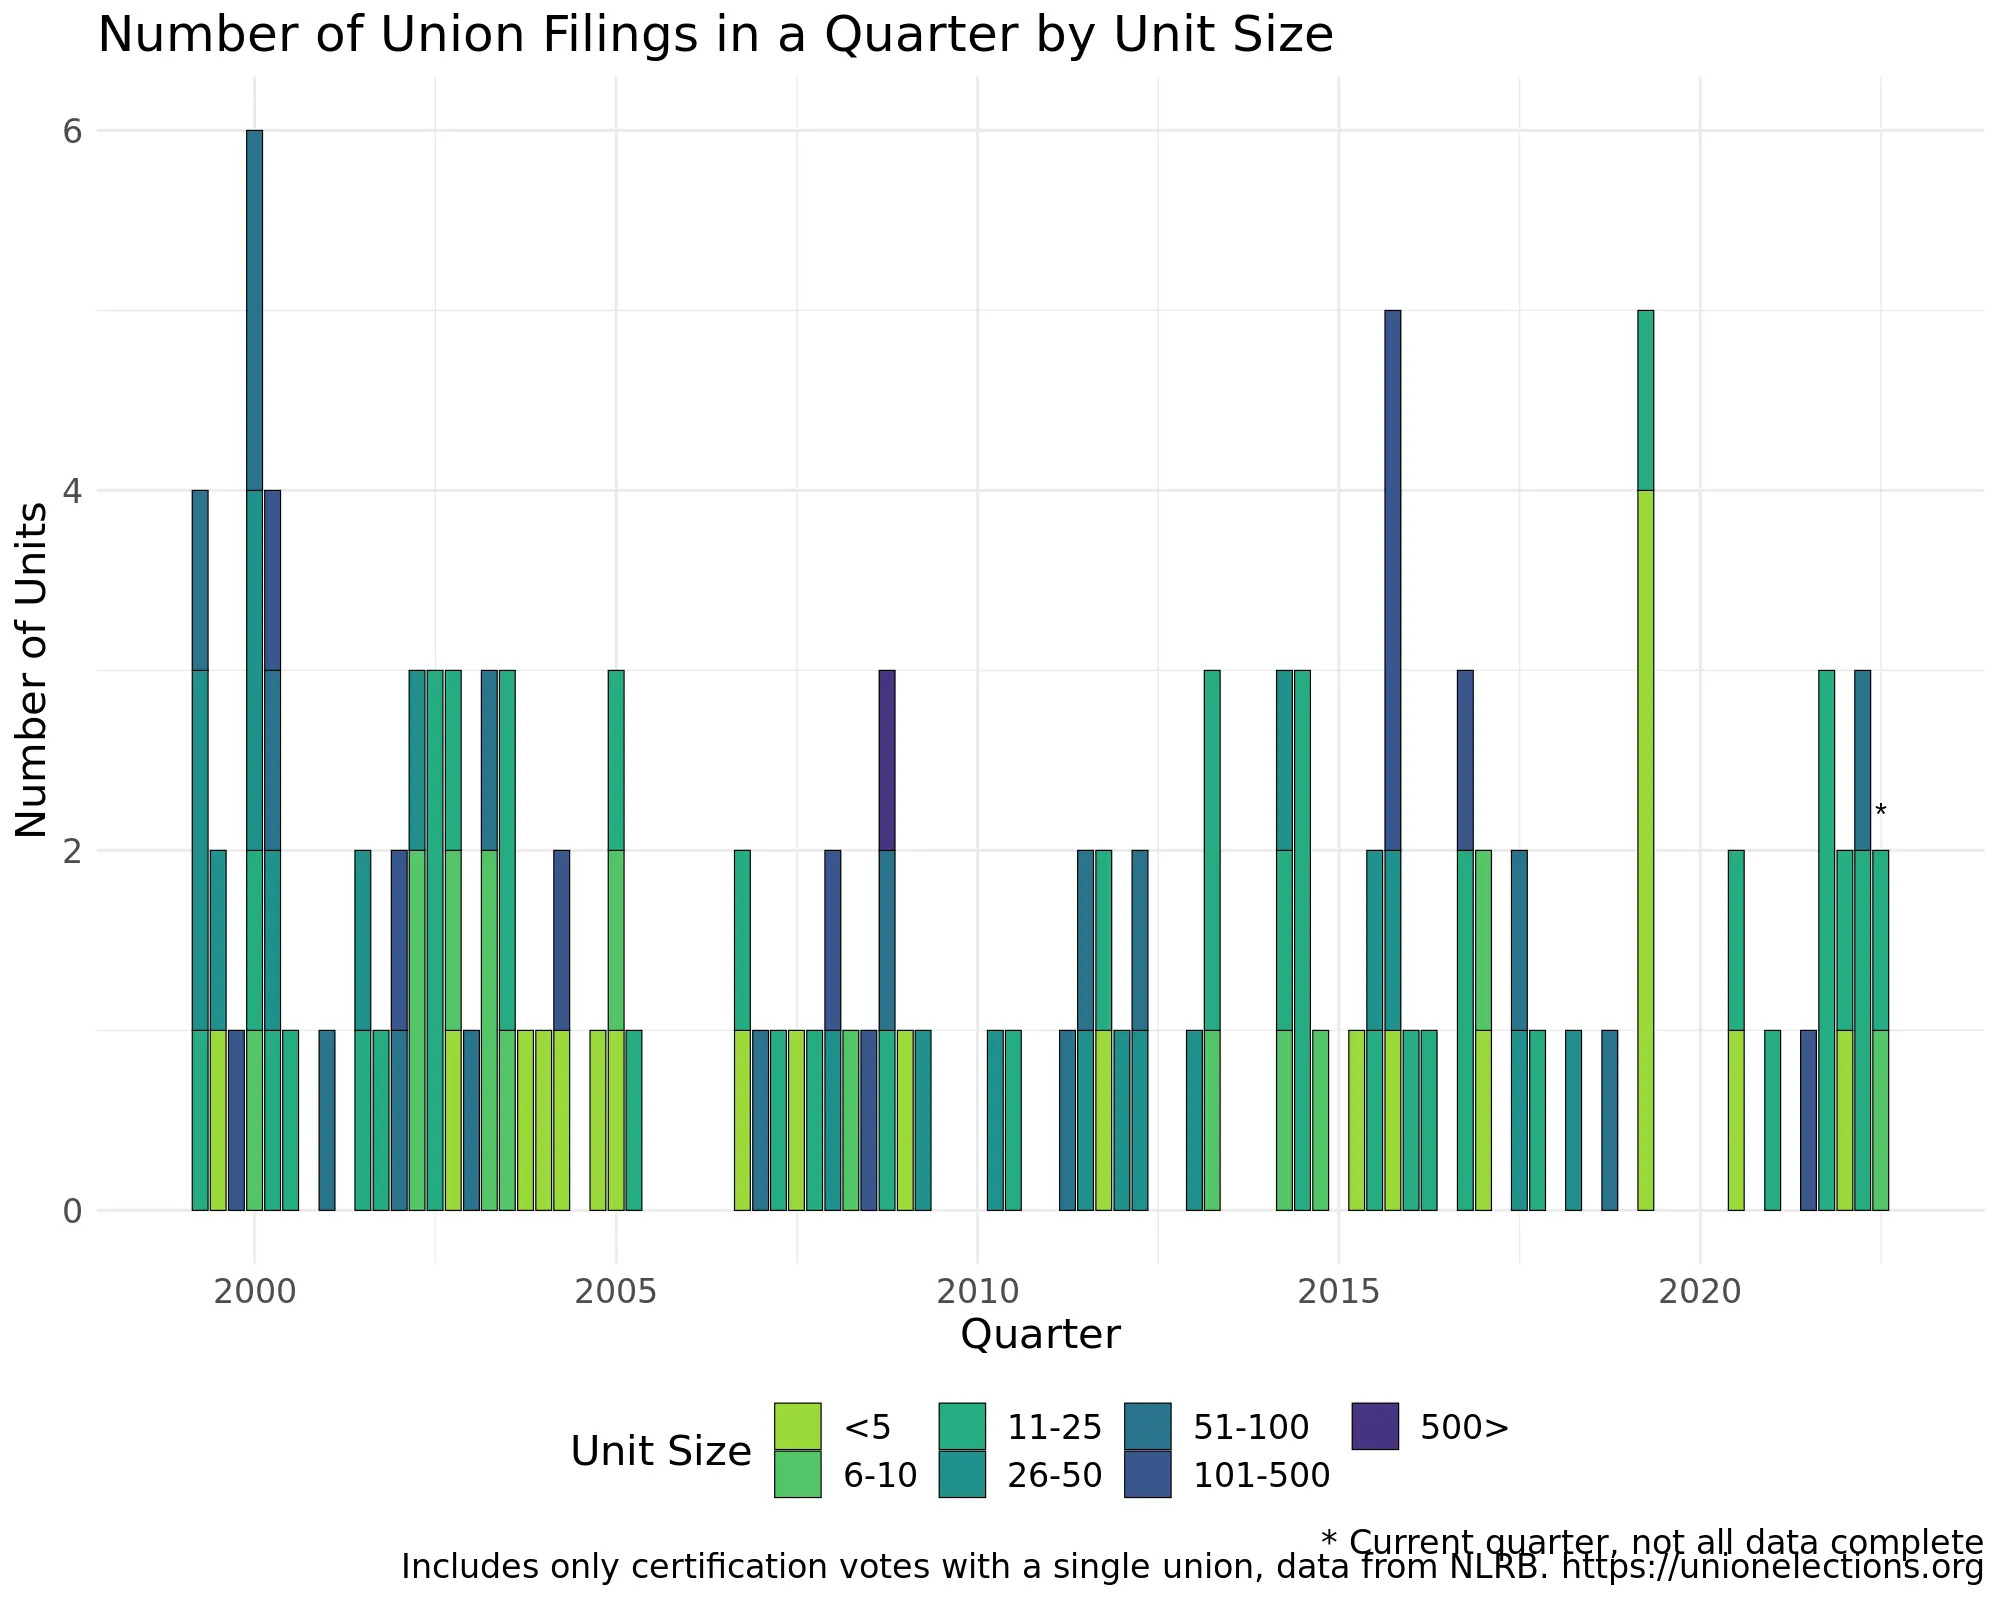 Number of Union Filings in a Quarter by Unit Size
Number of Units
6
4
2
0
*
2000 2005 2010 2015 2020
Quarter
Unit Size
<5 11-25 51-100 500>
6-10 26-50 101-500
* Current quarter, not all data complete
Includes only certification votes with a single union, data from NLRB. https://unionelections.org